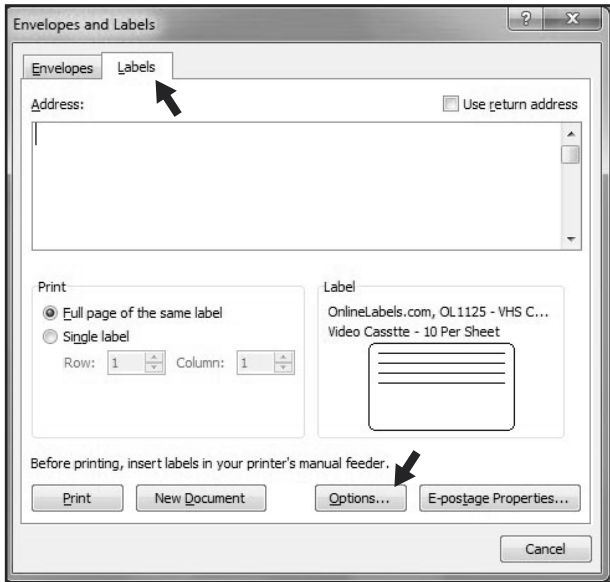 Envelopes and Labels
Envelopes Labels
Address: Use return address
Print
Full page of the same label
Single label
Row: 1 Column: 1
Label
OnlineLabels.com, OL1125 - VHS C...
Video Casstte - 10 Per Sheet
Before printing, insert labels in your printer's manual feeder.
Print New Document Options... E-postage Properties...
Cancel